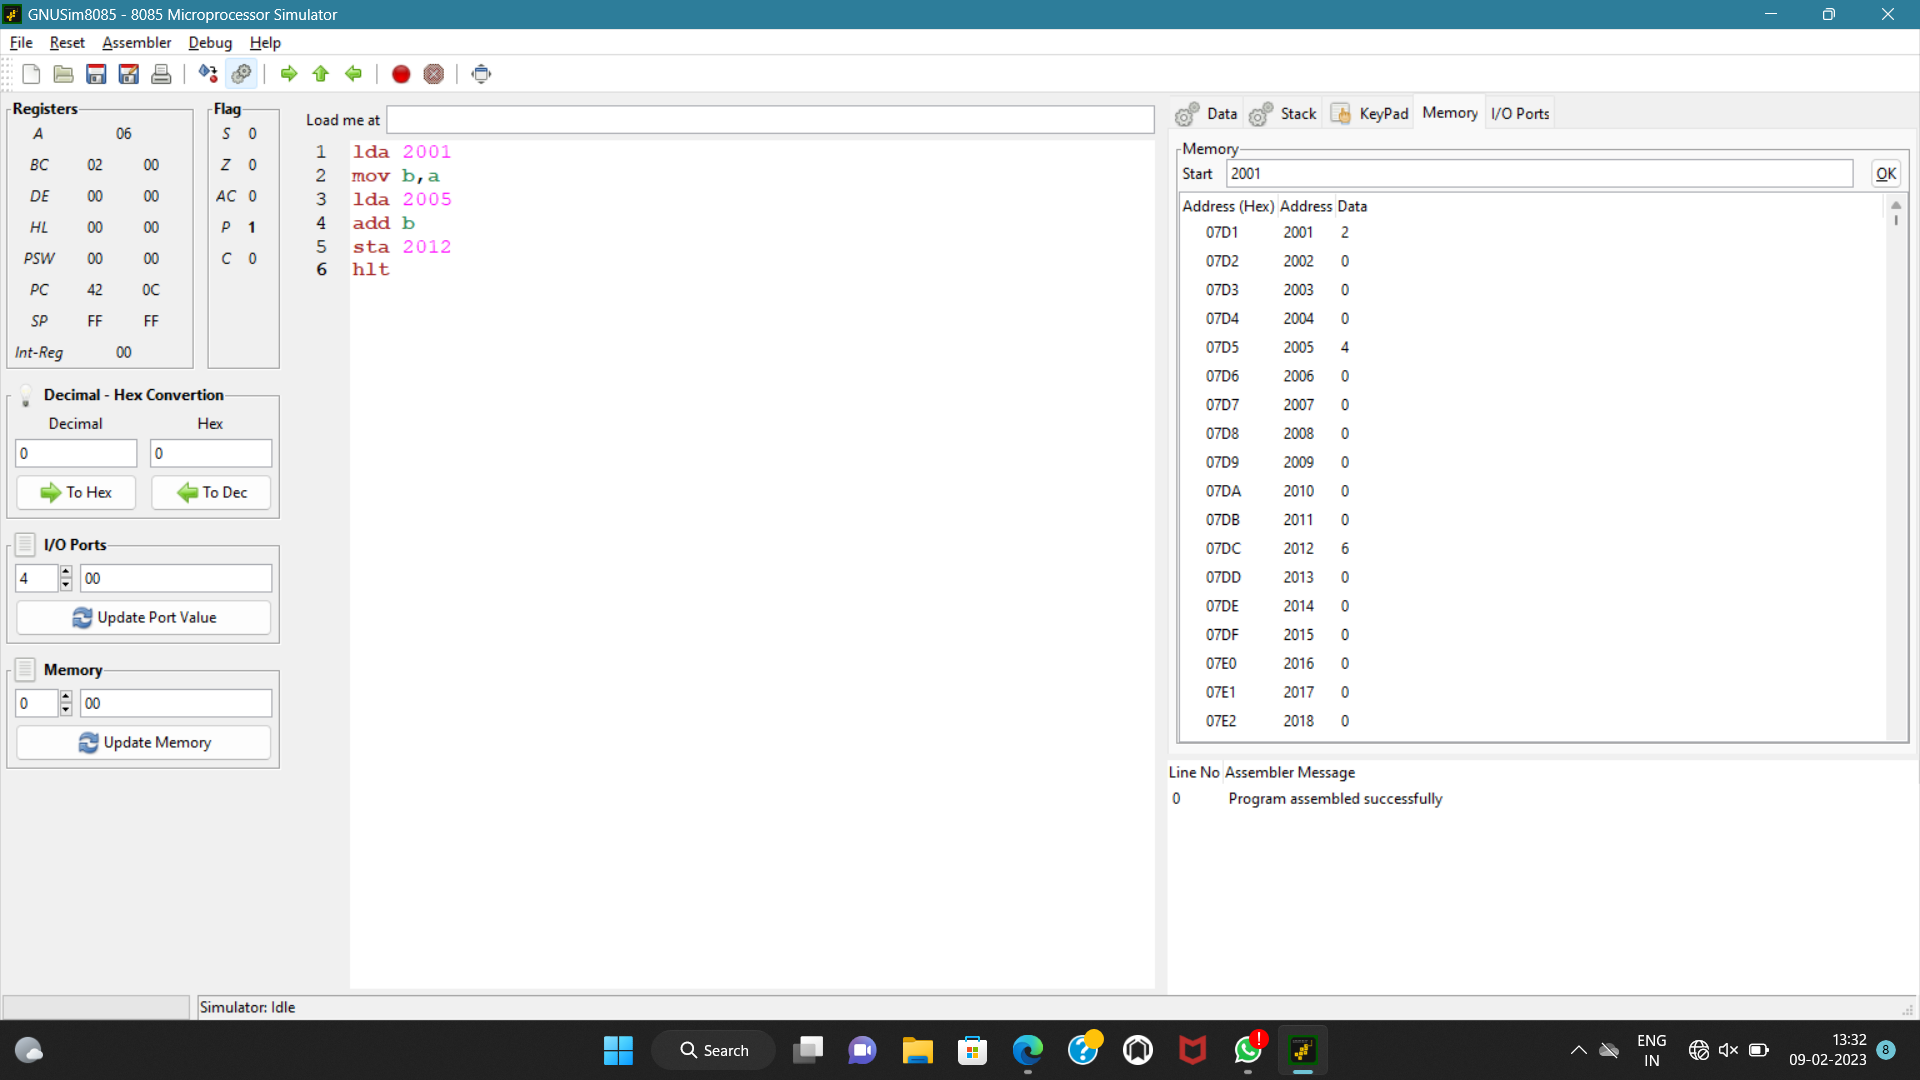 GNUSim8085 - 8085 Microprocessor Simulator
File Reset Assembler Debug Help
Registers
A 06
BC 02 00
DE 00 00
HL 00 00
PSW 00 00
PC 42 0C
SP FF FF
Int-Reg 00
Flag
S 0
Z 0
AC 0
P 1
C 0
Decimal - Hex Convertion
Decimal Hex
0 0
To Hex To Dec
I/O Ports
4 00
Update Port Value
Memory
0 00
Update Memory
Load me at
1 lda 2001
2 mov b,a
3 lda 2005
4 add b
5 sta 2012
6 hlt
Data Stack KeyPad Memory I/O Ports
Memory
Start 2001 OK
Address (Hex) Address Data
07D1 2001 2
07D2 2002 0
07D3 2003 0
07D4 2004 0
07D5 2005 4
07D6 2006 0
07D7 2007 0
07D8 2008 0
07D9 2009 0
07DA 2010 0
07DB 2011 0
07DC 2012 6
07DD 2013 0
07DE 2014 0
07DF 2015 0
07E0 2016 0
07E1 2017 0
07E2 2018 0
Line No Assembler Message
0 Program assembled successfully
Simulator: Idle
Search
ENG
IN
13:32
09-02-2023
8